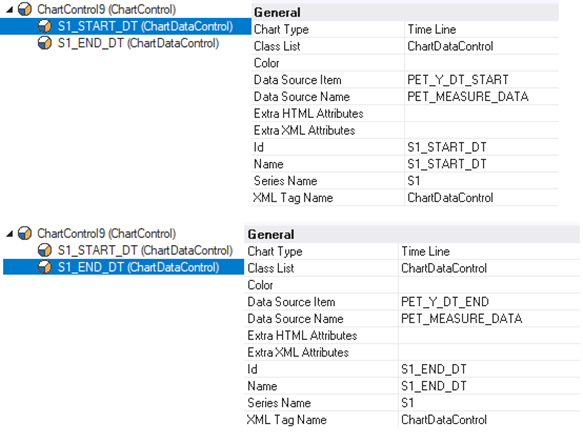 ChartControl9 (ChartControl)
S1_START_DT (ChartDataControl)
S1_END_DT (ChartDataControl)
General
Chart Type Time Line
Class List ChartDataControl
Color
Data Source Item PET_Y_DT_START
Data Source Name PET_MEASURE_DATA
Extra HTML Attributes
Extra XML Attributes
Id S1_START_DT
Name S1_START_DT
Series Name S1
XML Tag Name ChartDataControl
ChartControl9 (ChartControl)
S1_START_DT (ChartDataControl)
S1_END_DT (ChartDataControl)
General
Chart Type Time Line
Class List ChartDataControl
Color
Data Source Item PET_Y_DT_END
Data Source Name PET_MEASURE_DATA
Extra HTML Attributes
Extra XML Attributes
Id S1_END_DT
Name S1_END_DT
Series Name S1
XML Tag Name ChartDataControl